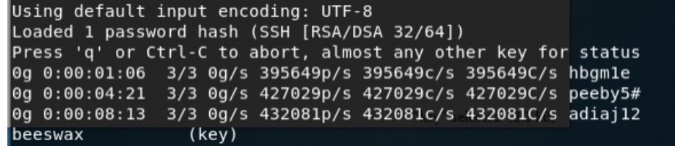 Using default input encoding: UTF-8
Loaded 1 password hash (SSH [RSA/DSA 32/64])
Press 'q' or Ctrl-C to abort, almost any other key for status
0g 0:00:01:06  3/3 0g/s 395649p/s 395649c/s 395649C/s hbgm1e
0g 0:00:04:21  3/3 0g/s 427029p/s 427029c/s 427029C/s peeby5#
0g 0:00:08:13  3/3 0g/s 432081p/s 432081c/s 432081C/s adiaj12
beeswax          (key)